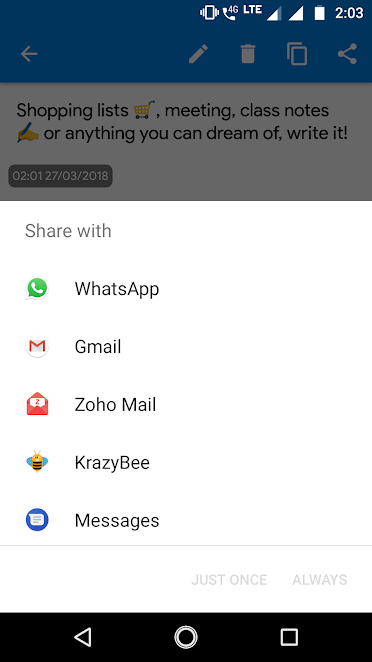 4G LTE 2:03
Shopping lists 🛒, meeting, class notes
✍ or anything you can dream of, write it!
02:01 27/03/2018
Share with
WhatsApp
Gmail
Zoho Mail
KrazyBee
Messages
JUST ONCE ALWAYS